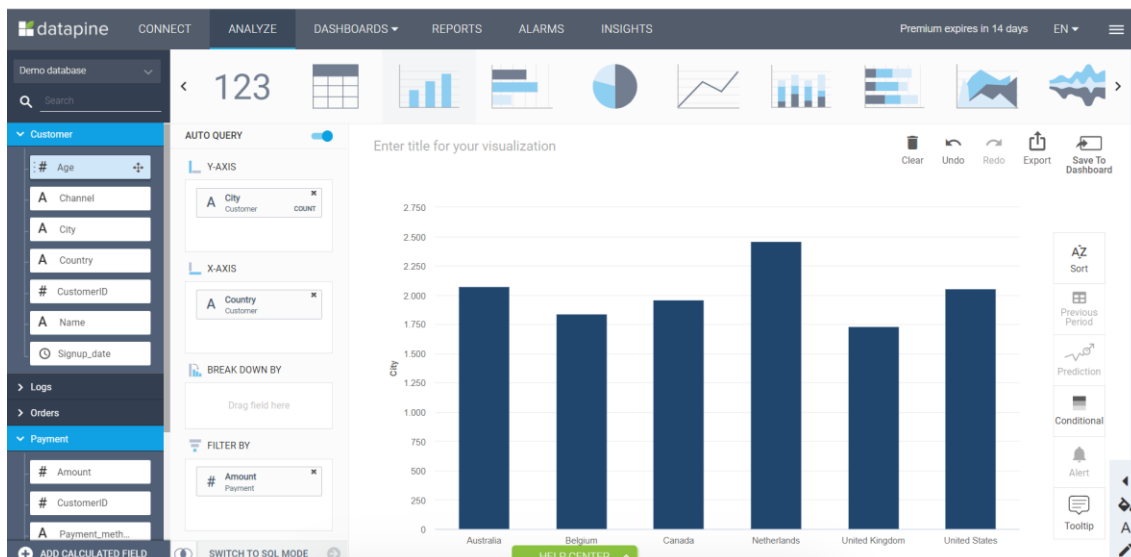 datapine CONNECT ANALYZE DASHBOARDS REPORTS ALARMS INSIGHTS Premium expires in 14 days EN
Demo database
Search
123
Customer
# Age
A Channel
A City
A Country
# CustomerID
A Name
Signup_date
Logs
Orders
Payment
# Amount
# CustomerID
A Payment_meth...
ADD CALCULATED FIELD
AUTO QUERY
Y-AXIS
A City
Customer COUNT
X-AXIS
A Country
Customer
BREAK DOWN BY
Drag field here
FILTER BY
# Amount
Payment
SWITCH TO SQL MODE
Enter title for your visualization
Clear Undo Redo Export Save To
Dashboard
2.750
2.500
2.250
2.000
1.750
1.500
1.250
1.000
750
500
250
0
City
Australia Belgium Canada Netherlands United Kingdom United States
HELP CENTER
AZ
Sort
Previous
Period
Prediction
Conditional
Alert
Tooltip
A